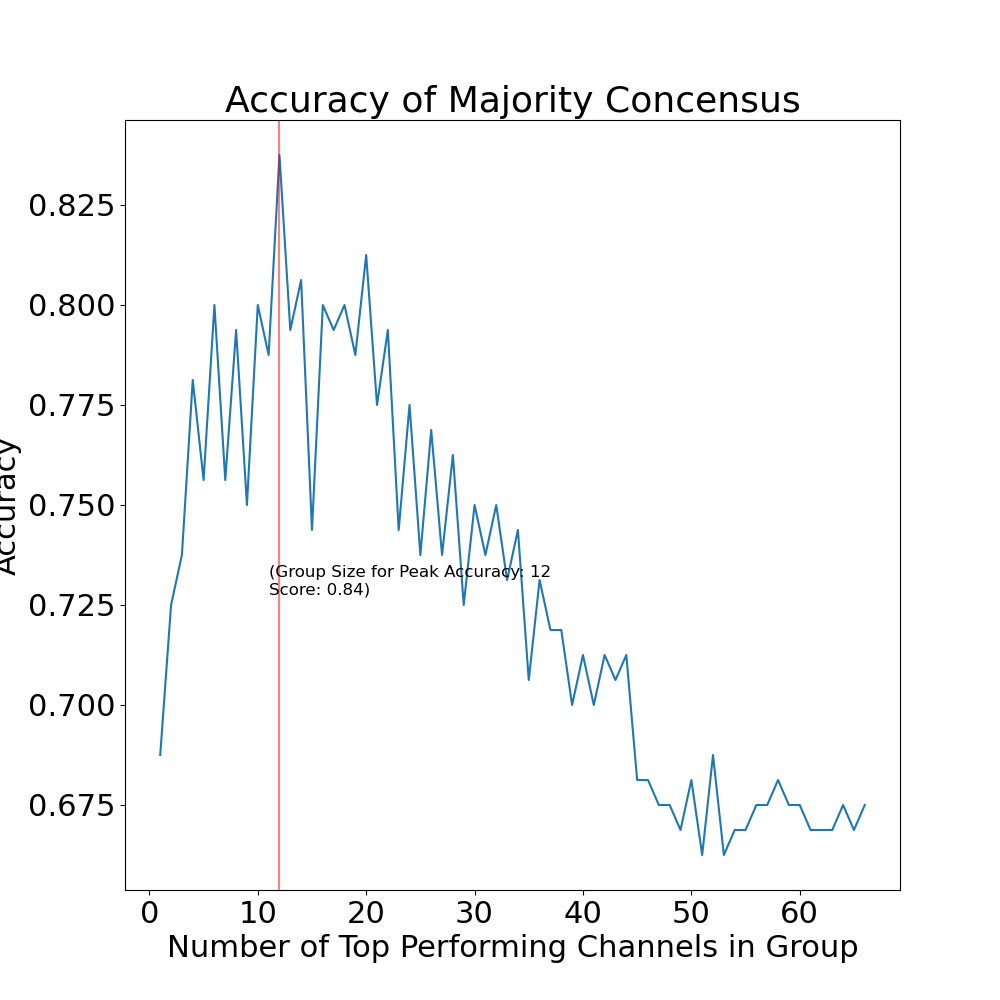 Accuracy of Majority Concensus
Accuracy
0.825
0.800
0.775
0.750
0.725
0.700
0.675
(Group Size for Peak Accuracy: 12
Score: 0.84)
0 10 20 30 40 50 60
Number of Top Performing Channels in Group